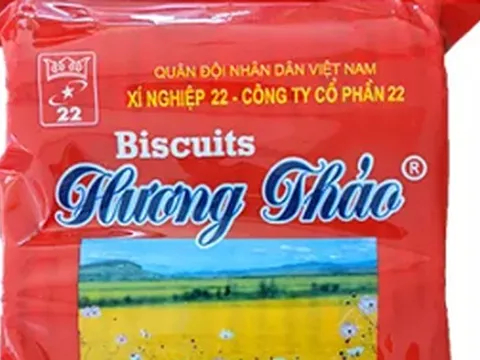 QUÂN ĐỘI NHÂN DÂN VIỆT NAM
XÍ NGHIỆP 22 - CÔNG TY CỔ PHẦN 22
22
Biscuits
Hương Thảo ®